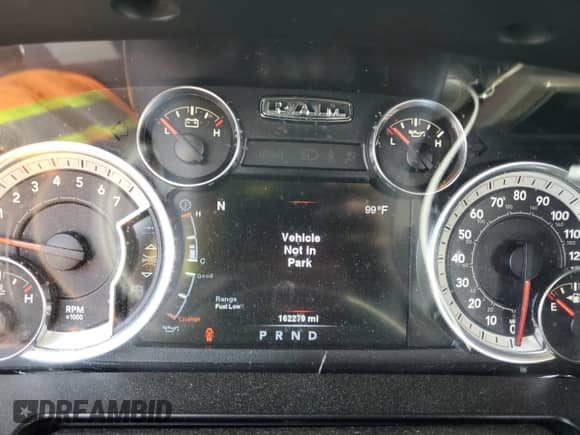 RAM
L H
L H
1 2 3 4 5 6 7
RPM
x1000
H
H
C
Good
Change
N
99°F
Vehicle
Not in
Park
Range
Fuel Low
162279 mi
P R N D
10 20 30 40 50 60 70 80 90 100 110
E
DREAMBID